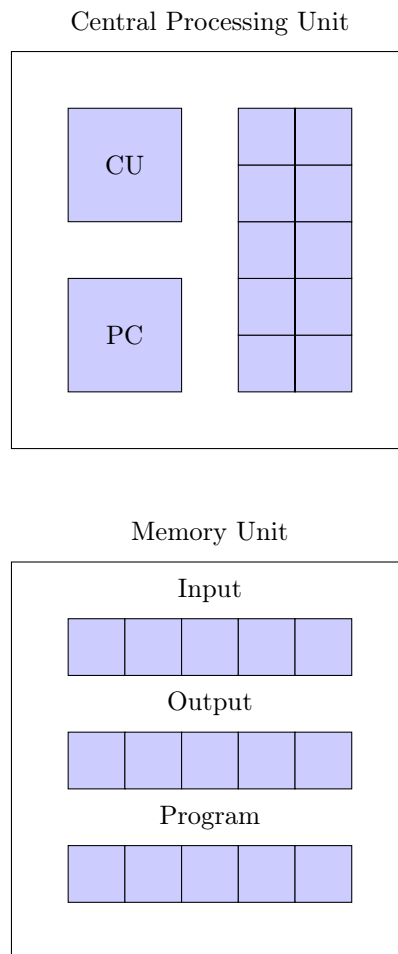 Central Processing Unit
CU
PC
Memory Unit
Input
Output
Program